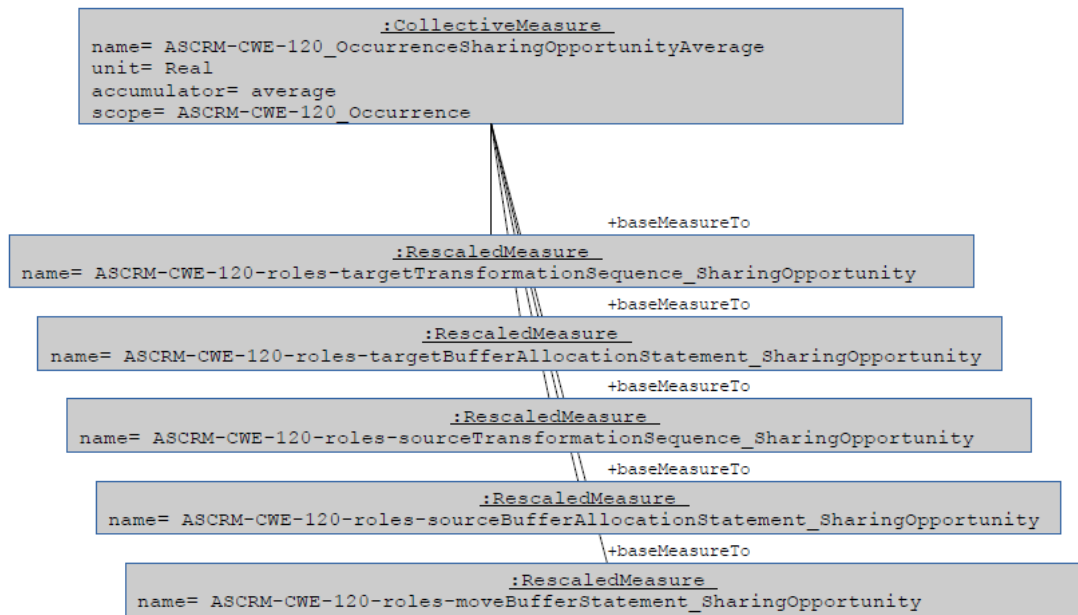 :CollectiveMeasure
name= ASCRM-CWE-120_OccurrenceSharingOpportunityAverage
unit= Real
accumulator= average
scope= ASCRM-CWE-120_Occurrence
+baseMeasureTo
:RescaledMeasure
name= ASCRM-CWE-120-roles-targetTransformationSequence_SharingOpportunity
+baseMeasureTo
:RescaledMeasure
name= ASCRM-CWE-120-roles-targetBufferAllocationStatement_SharingOpportunity
+baseMeasureTo
:RescaledMeasure
name= ASCRM-CWE-120-roles-sourceTransformationSequence_SharingOpportunity
+baseMeasureTo
:RescaledMeasure
name= ASCRM-CWE-120-roles-sourceBufferAllocationStatement_SharingOpportunity
+baseMeasureTo
:RescaledMeasure
name= ASCRM-CWE-120-roles-moveBufferStatement_SharingOpportunity